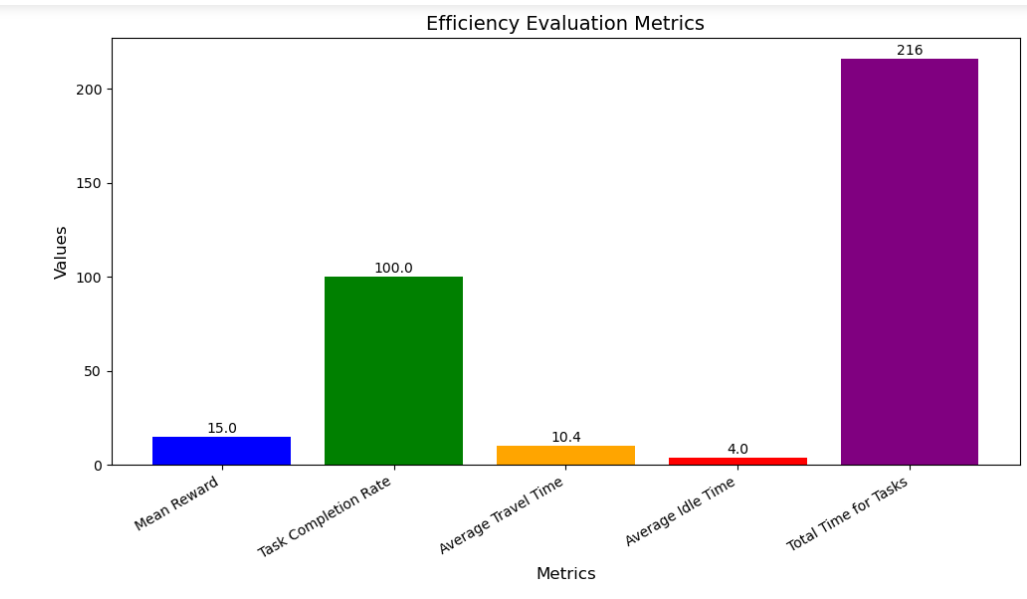 Efficiency Evaluation Metrics
216
200
150
Values
100.0
100
50
15.0
10.4
4.0
0
Mean Reward
Task Completion Rate
Average Travel Time
Average Idle Time
Total Time for Tasks
Metrics